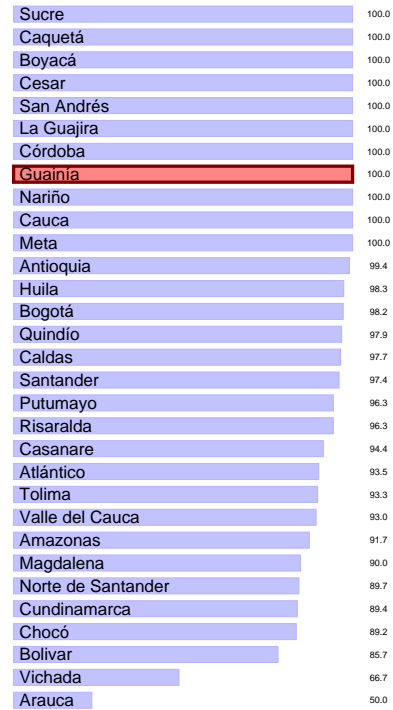 Sucre 100.0
Caquetá 100.0
Boyacá 100.0
Cesar 100.0
San Andrés 100.0
La Guajira 100.0
Córdoba 100.0
Guainía 100.0
Nariño 100.0
Cauca 100.0
Meta 100.0
Antioquia 99.4
Huila 98.3
Bogotá 98.2
Quindío 97.9
Caldas 97.7
Santander 97.4
Putumayo 96.3
Risaralda 96.3
Casanare 94.4
Atlántico 93.5
Tolima 93.3
Valle del Cauca 93.0
Amazonas 91.7
Magdalena 90.0
Norte de Santander 89.7
Cundinamarca 89.4
Chocó 89.2
Bolivar 85.7
Vichada 66.7
Arauca 50.0